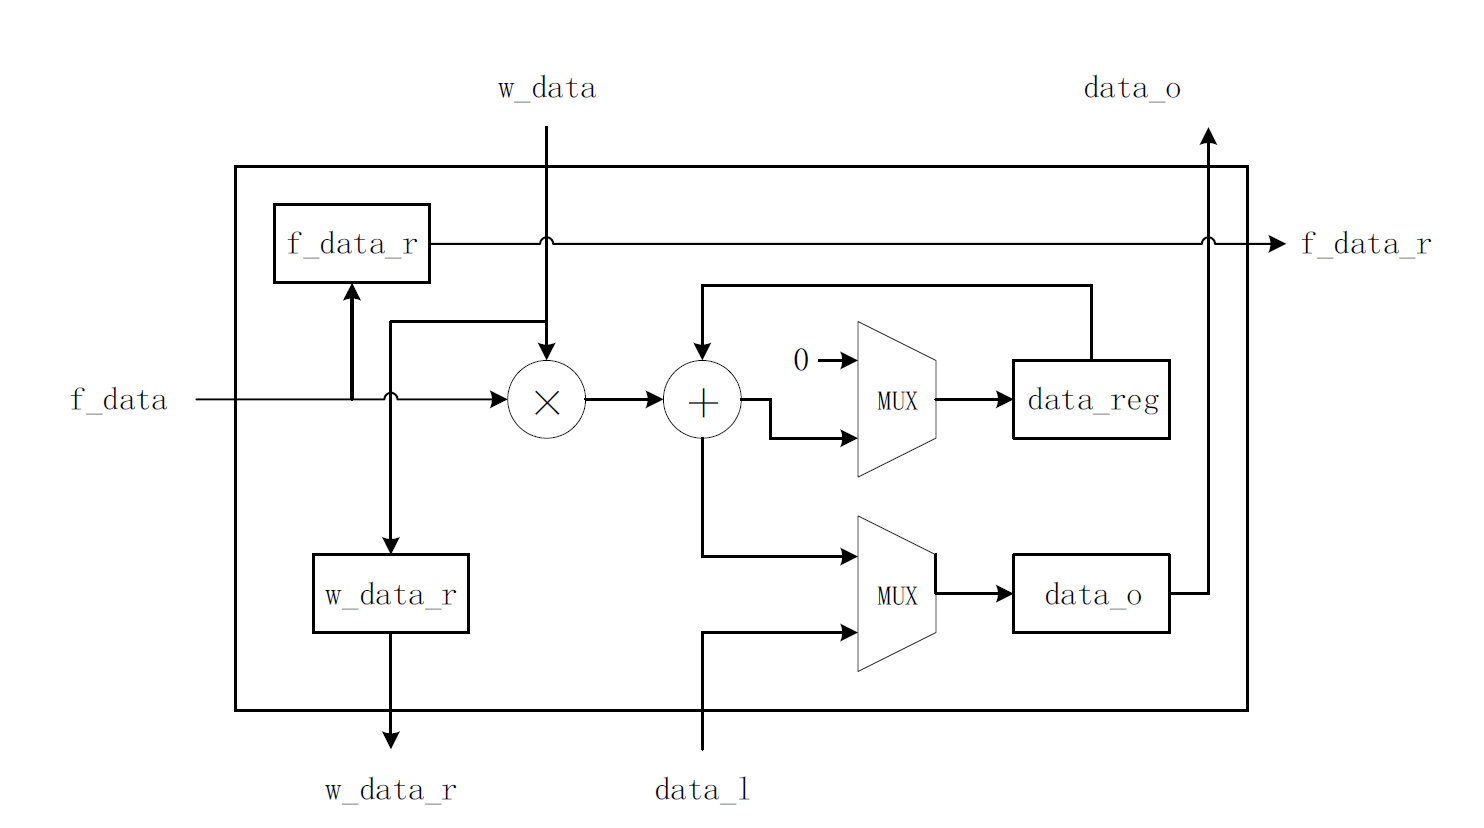 w_data
data_o
f_data_r
f_data_r
0
f_data
×
+
MUX
data_reg
w_data_r
MUX
data_o
w_data_r
data_l